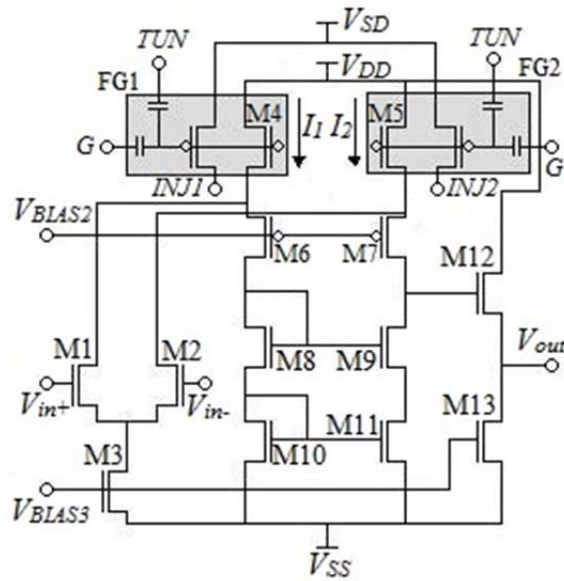 V_SD
TUN
TUN
FG1
V_DD
FG2
M4
I_1
I_2
M5
G
G
INJ1
INJ2
V_BIAS2
M6
M7
M12
M1
M2
M8
M9
V_out
V_in+
V_in-
M11
M13
M3
M10
V_BIAS3
V_SS